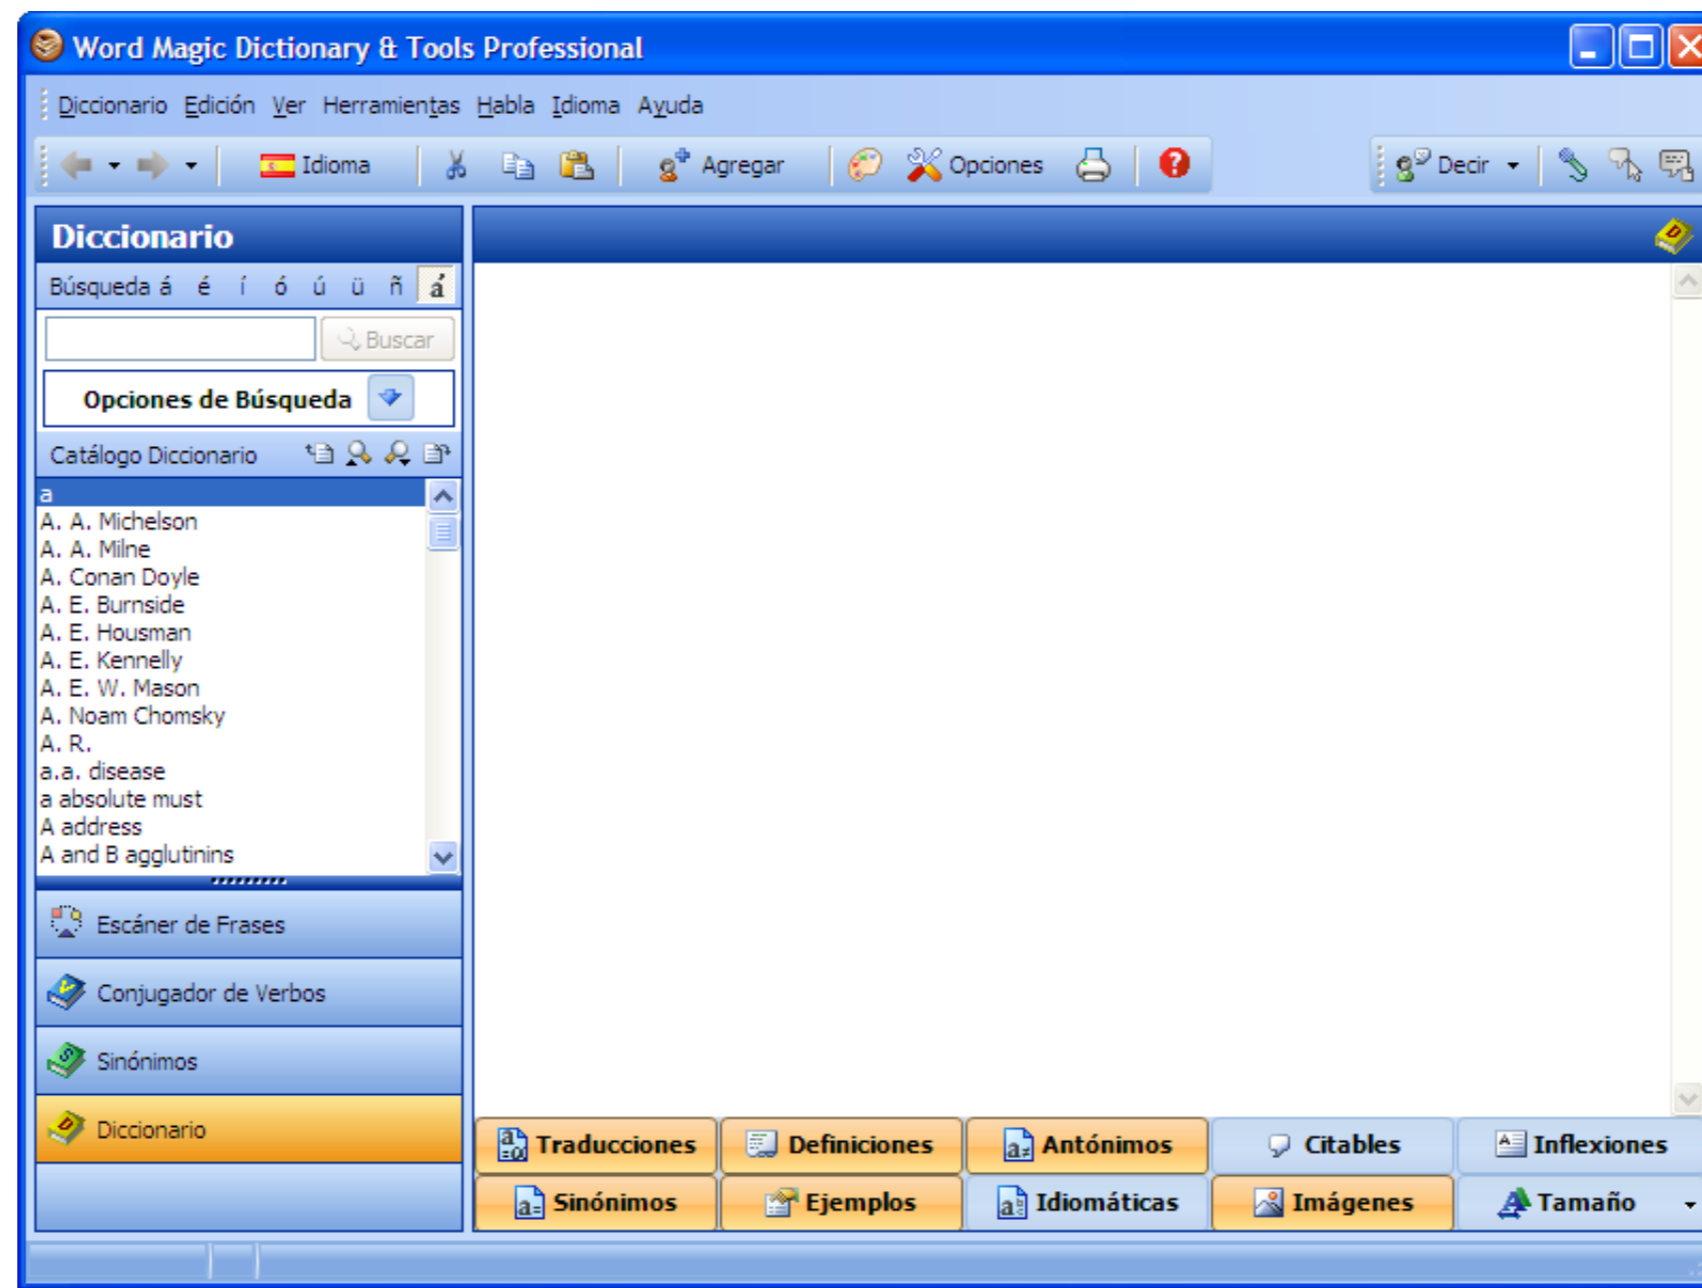 Word Magic Dictionary & Tools Professional
Diccionario Edición Ver Herramientas Habla Idioma Ayuda
Idioma Agregar Opciones Decir
Diccionario
Búsqueda á é í ó ú ü ñ á
Buscar
Opciones de Búsqueda
Catálogo Diccionario
a
A. A. Michelson
A. A. Milne
A. Conan Doyle
A. E. Burnside
A. E. Housman
A. E. Kennelly
A. E. W. Mason
A. Noam Chomsky
A. R.
a.a. disease
a absolute must
A address
A and B agglutinins
Escáner de Frases
Conjugador de Verbos
Sinónimos
Diccionario
Traducciones Definiciones Antónimos Citables Inflexiones
Sinónimos Ejemplos Idiomáticas Imágenes Tamaño